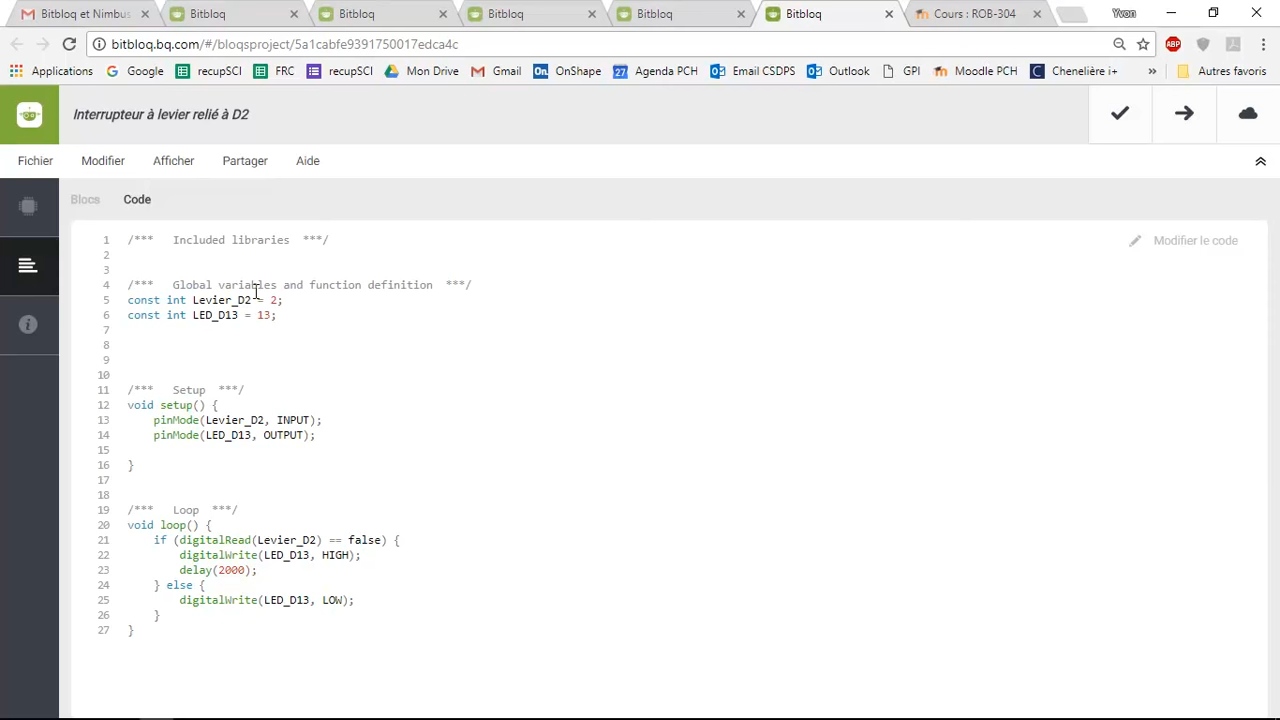 Bitbloq et Nimbus
Bitbloq
Bitbloq
Bitbloq
Bitbloq
Bitbloq
Cours : ROB-304
Yvon
bitbloq.bq.com/#/bloqsproject/5a1cabfe9391750017edca4c
ABP
Applications
Google
recupSCI
FRC
recupSCI
Mon Drive
Gmail
On OnShape
27 Agenda PCH
Email CSDPS
Outlook
GPI
Moodle PCH
C Chenelière i+
»
Autres favoris
Interrupteur à levier relié à D2
Fichier Modifier Afficher Partager Aide
Blocs Code
Modifier le code
1 /*** Included libraries ***/
2
3
4 /*** Global variables and function definition ***/
5 const int Levier_D2 = 2;
6 const int LED_D13 = 13;
7
8
9
10
11 /*** Setup ***/
12 void setup() {
13 pinMode(Levier_D2, INPUT);
14 pinMode(LED_D13, OUTPUT);
15
16 }
17
18
19 /*** Loop ***/
20 void loop() {
21 if (digitalRead(Levier_D2) == false) {
22 digitalWrite(LED_D13, HIGH);
23 delay(2000);
24 } else {
25 digitalWrite(LED_D13, LOW);
26 }
27 }